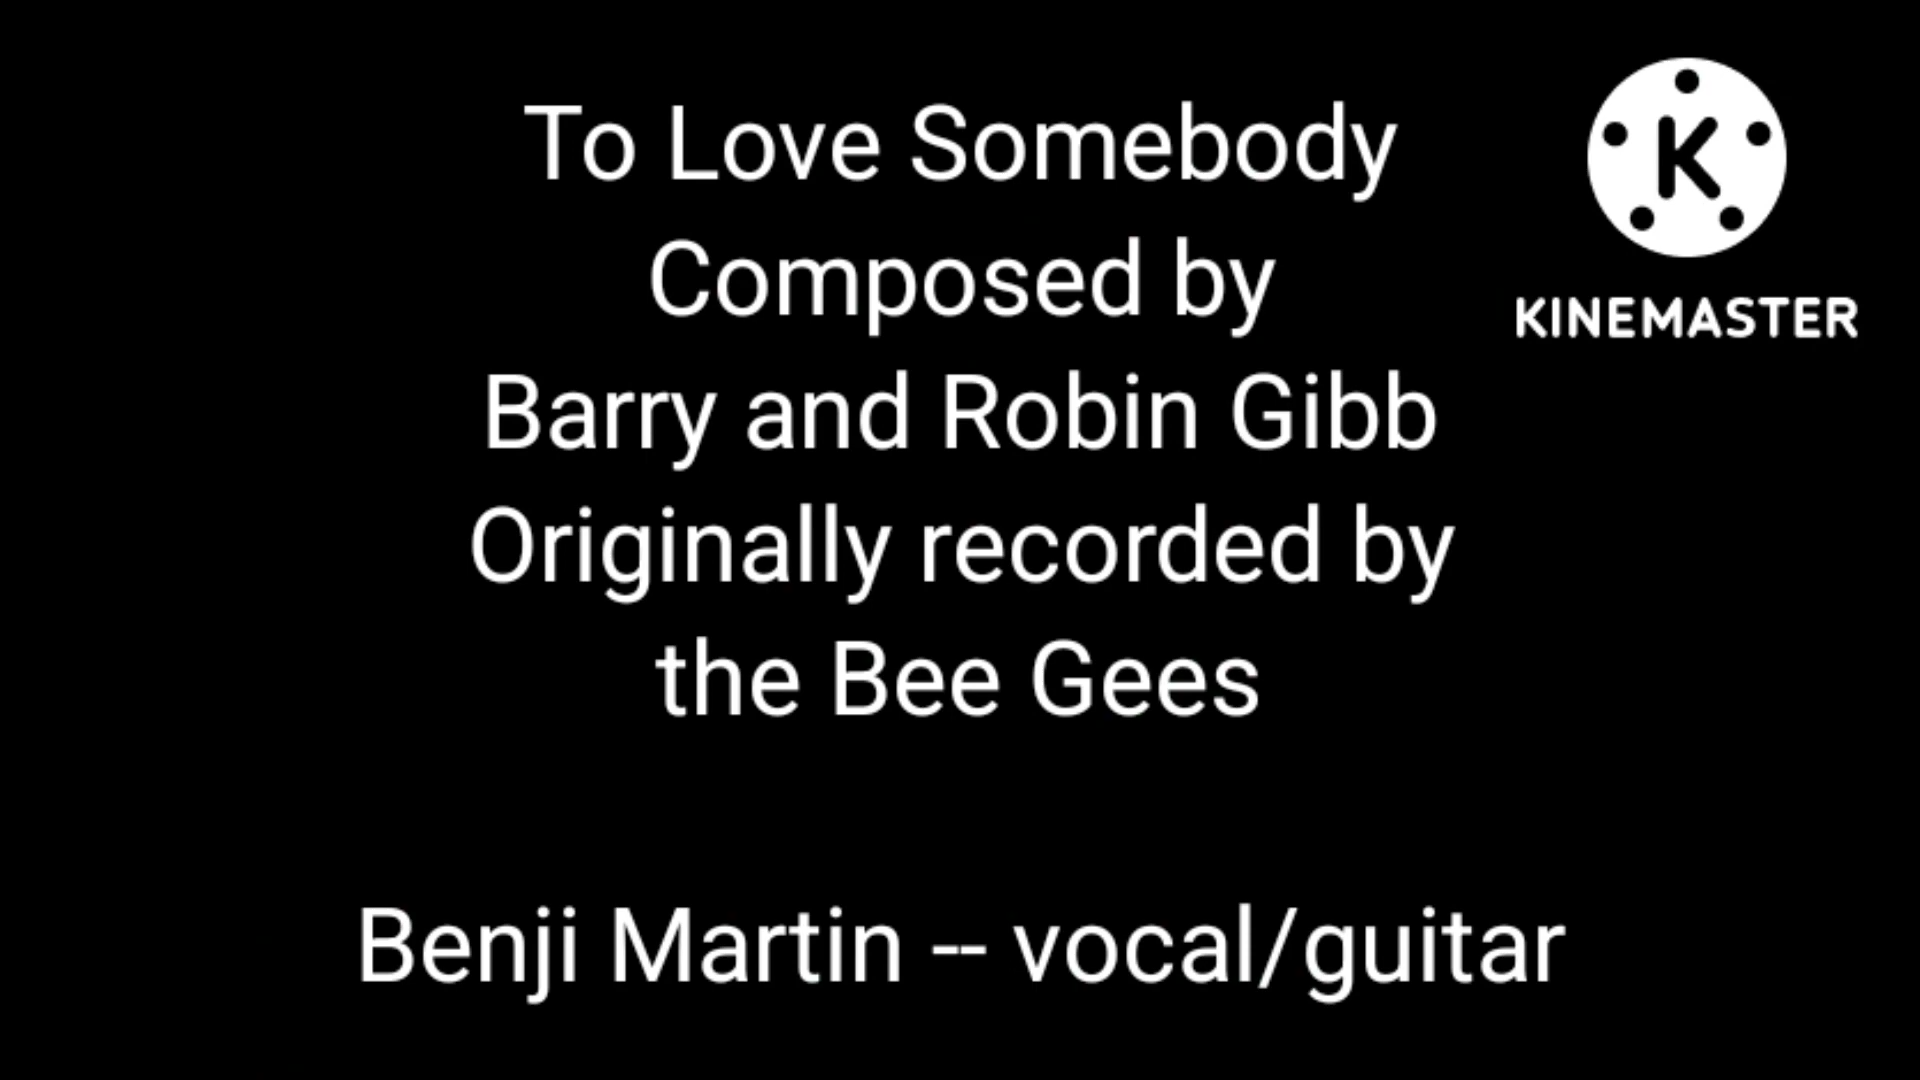 To Love Somebody
Composed by
Barry and Robin Gibb
Originally recorded by
the Bee Gees
Benji Martin -- vocal/guitar
K
KINEMASTER